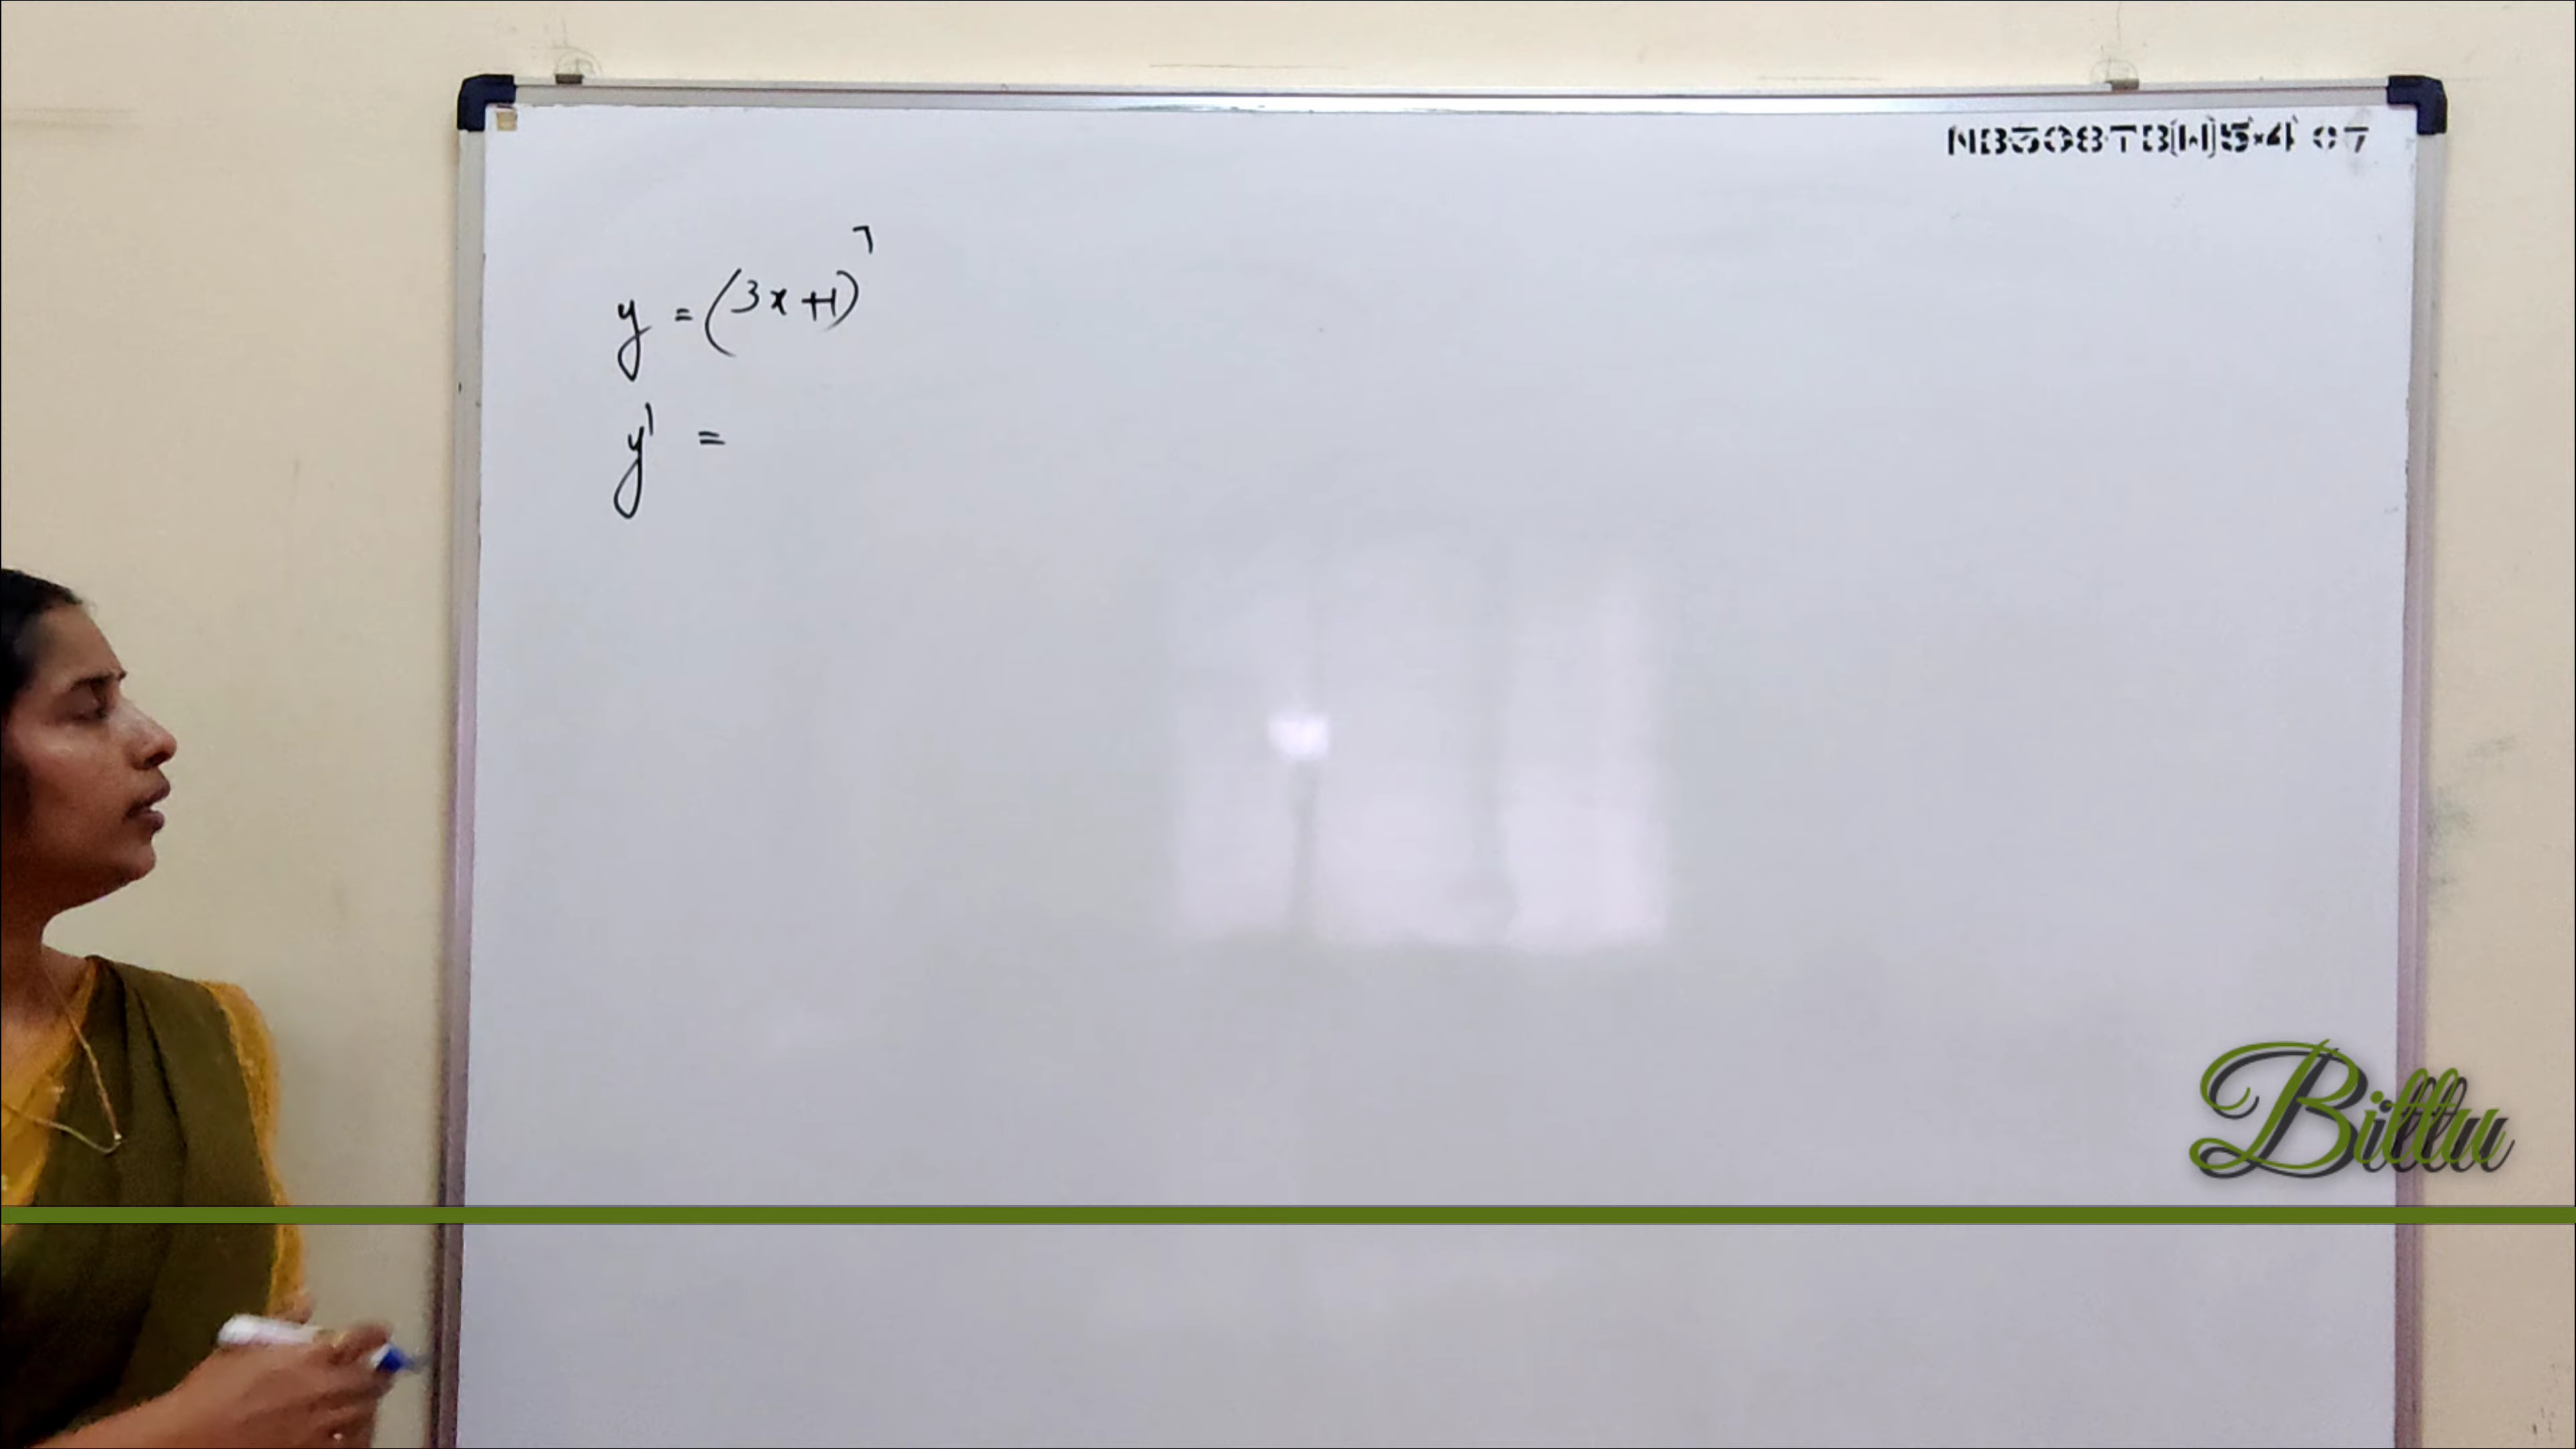 y = (3x+1)⁷
y' =
Billu